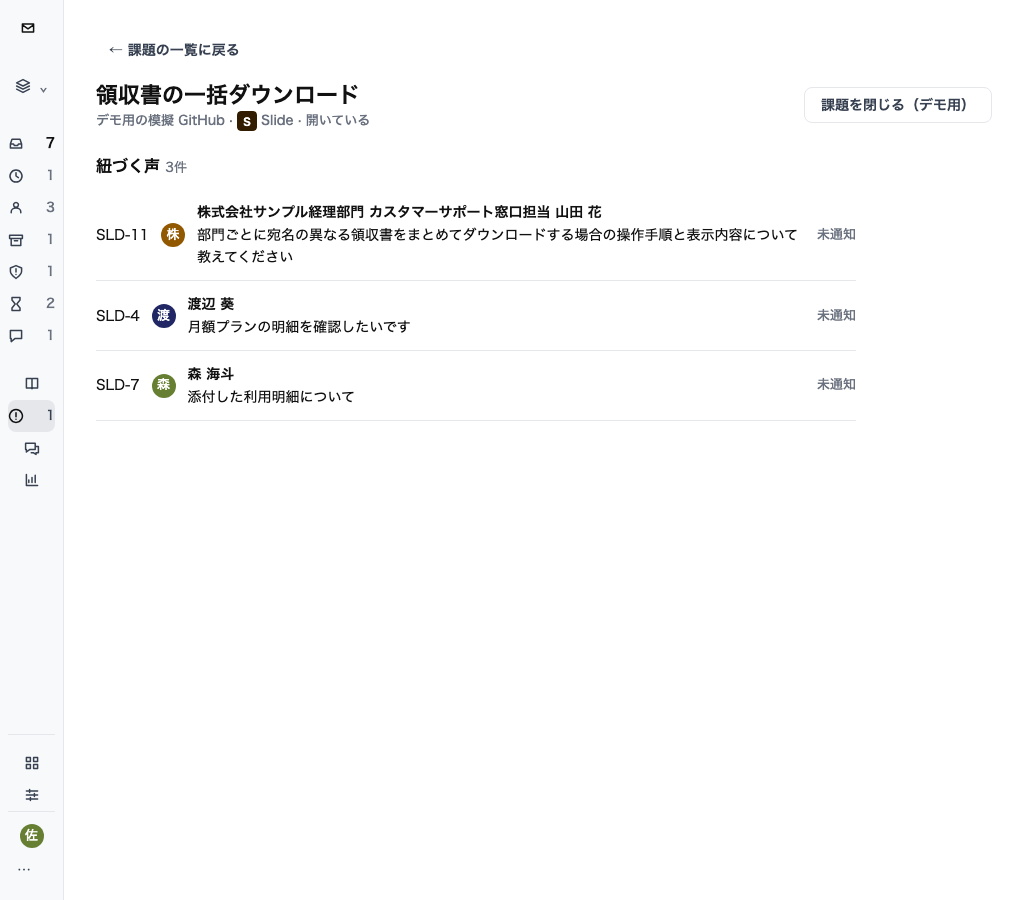 ← 課題の一覧に戻る
領収書の一括ダウンロード
デモ用の模擬 GitHub · S Slide · 開いている
課題を閉じる（デモ用）
紐づく声 3件
株式会社サンプル経理部門 カスタマーサポート窓口担当 山田 花
SLD-11 株 部門ごとに宛名の異なる領収書をまとめてダウンロードする場合の操作手順と表示内容について 未通知
教えてください
渡辺 葵
SLD-4 渡 月額プランの明細を確認したいです 未通知
森 海斗
SLD-7 森 添付した利用明細について 未通知
7
1
3
1
1
2
1
1
佐
…